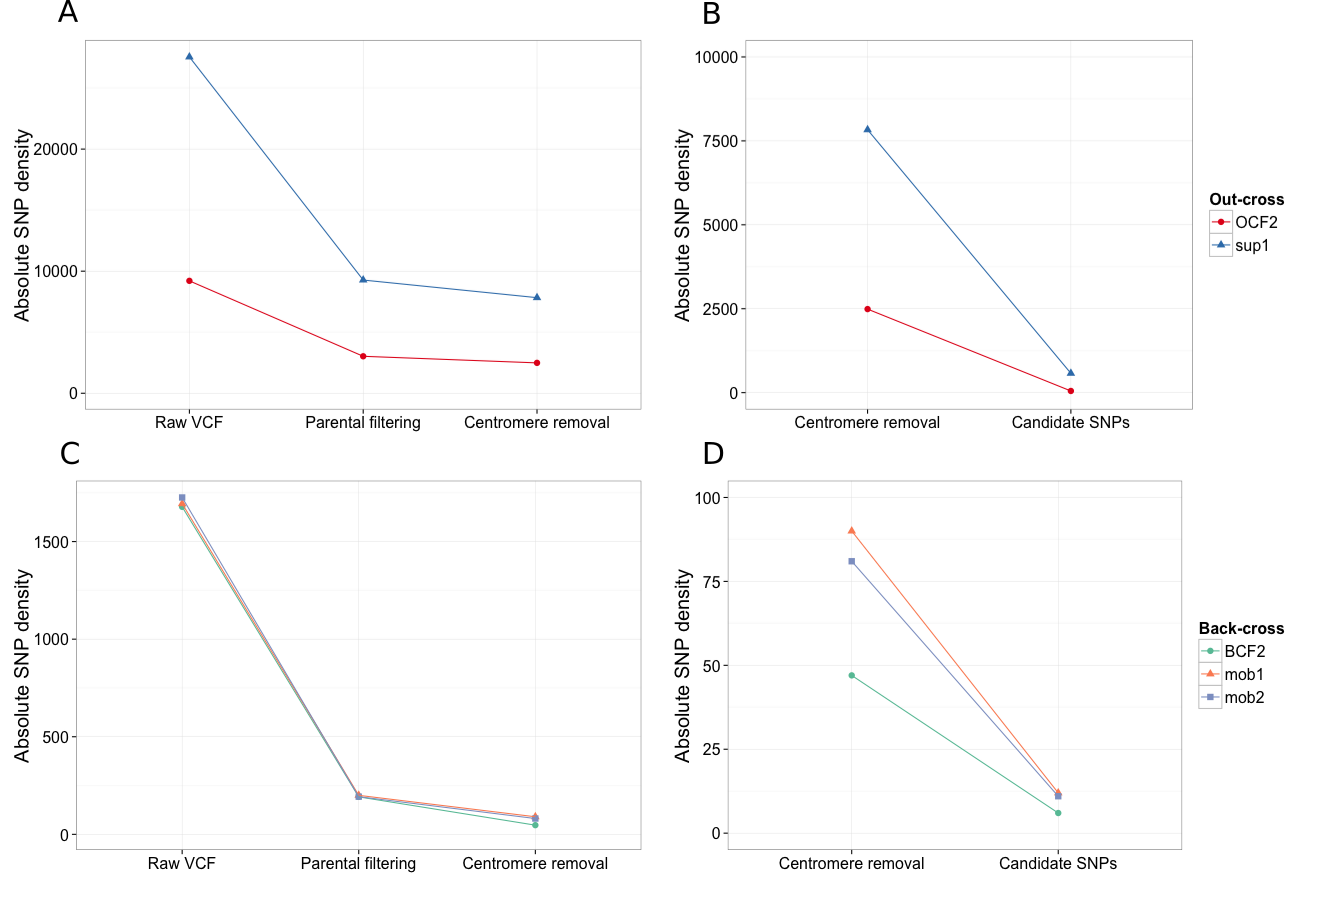 A
Absolute SNP density
20000
10000
0
Raw VCF
Parental filtering
Centromere removal
B
Absolute SNP density
10000
7500
5000
2500
0
Centromere removal
Candidate SNPs
Out-cross
OCF2
sup1
C
Absolute SNP density
1500
1000
500
0
Raw VCF
Parental filtering
Centromere removal
D
Absolute SNP density
100
75
50
25
0
Centromere removal
Candidate SNPs
Back-cross
BCF2
mob1
mob2